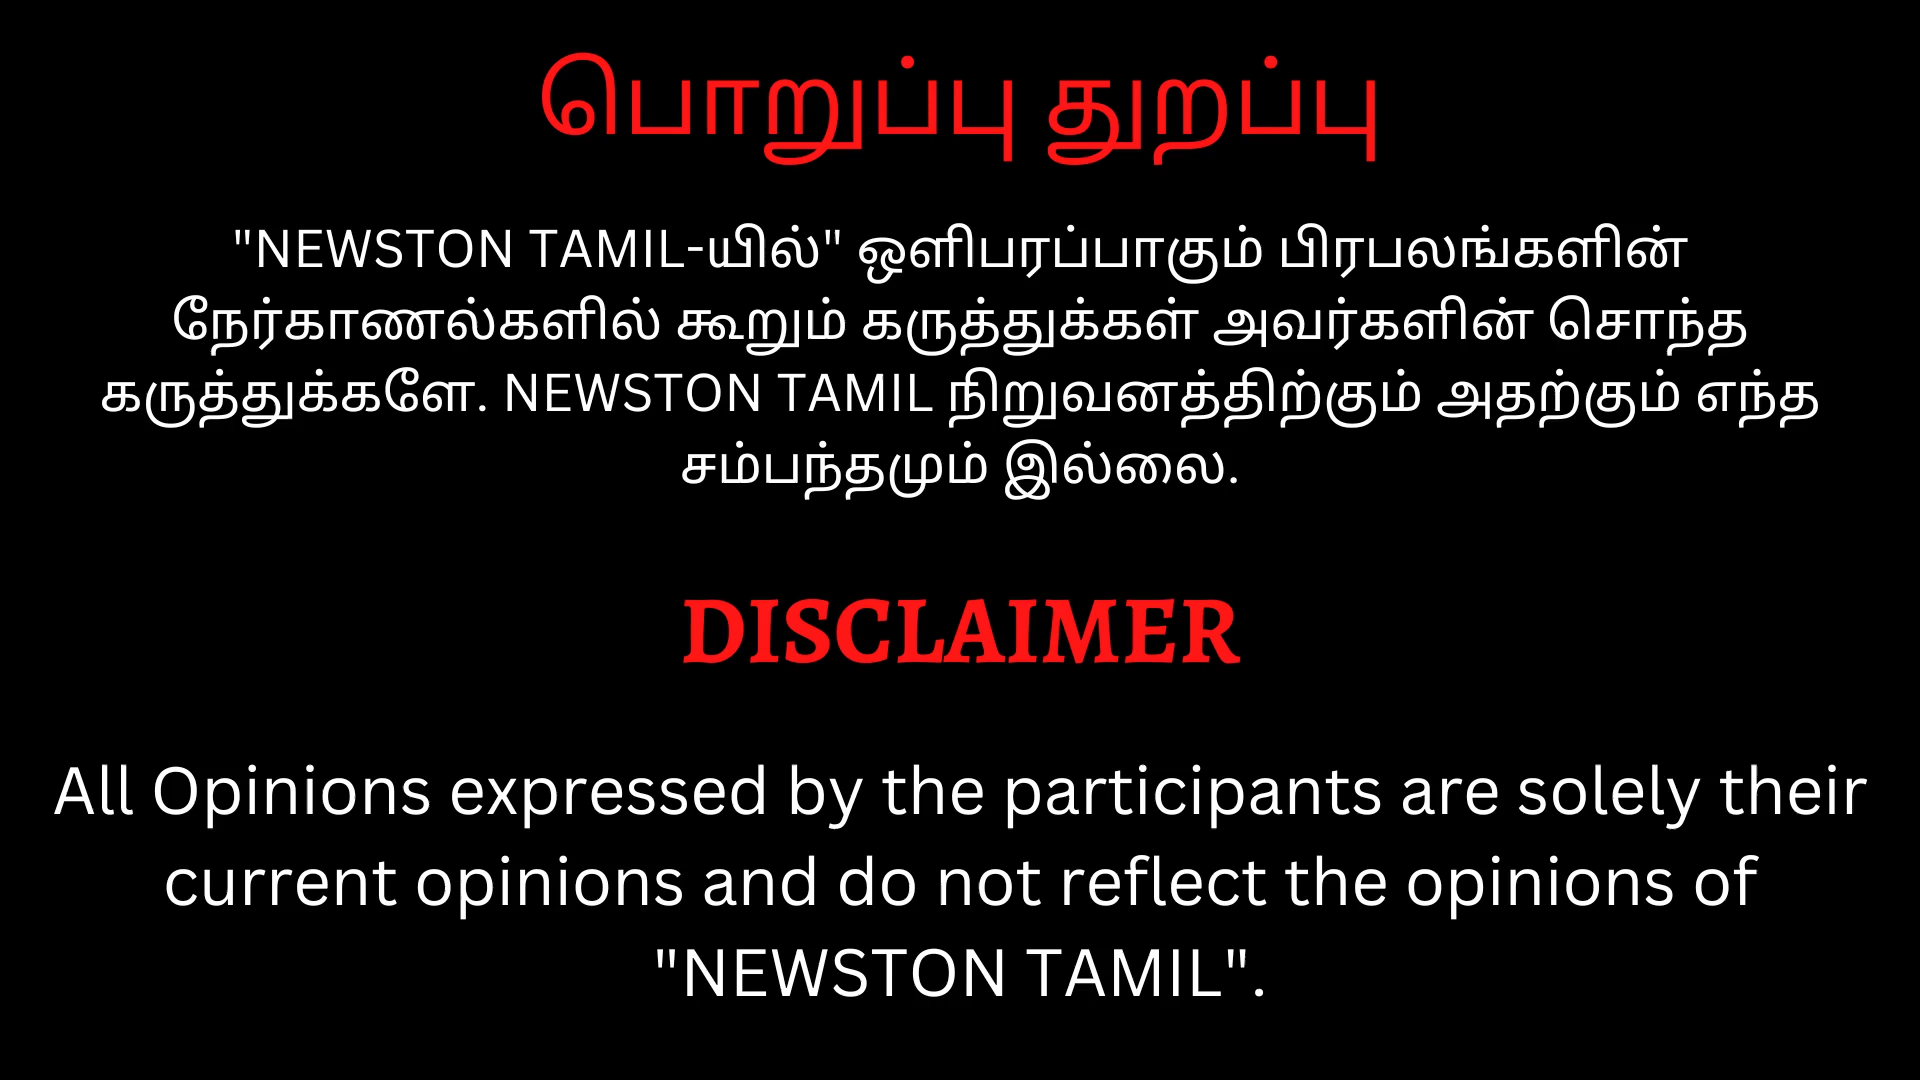 பொறுப்பு துறப்பு
"NEWSTON TAMIL-யில்" ஒளிபரப்பாகும் பிரபலங்களின்
நேர்காணல்களில் கூறும் கருத்துக்கள் அவர்களின் சொந்த
கருத்துக்களே. NEWSTON TAMIL நிறுவனத்திற்கும் அதற்கும் எந்த
சம்பந்தமும் இல்லை.
DISCLAIMER
All Opinions expressed by the participants are solely their
current opinions and do not reflect the opinions of
"NEWSTON TAMIL".